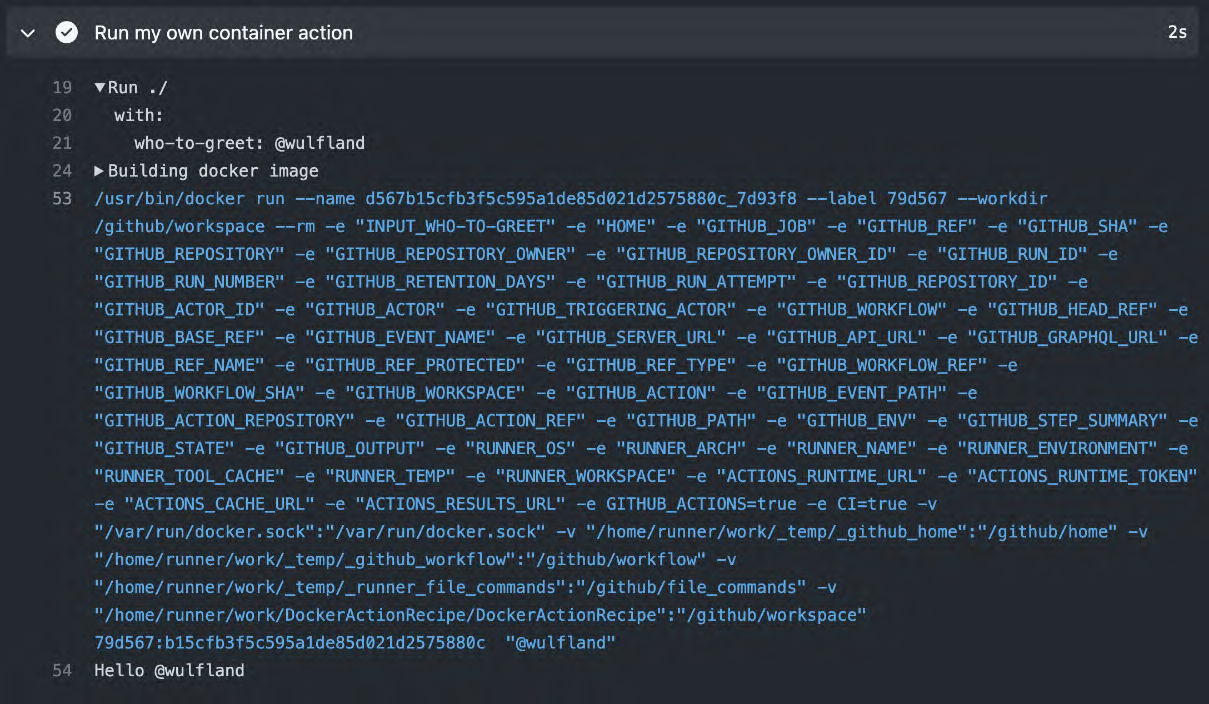 Run my own container action 2s
19 ▼Run ./
20 with:
21 who-to-greet: @wulfland
24 ▶Building docker image
53 /usr/bin/docker run --name d567b15cfb3f5c595a1de85d021d2575880c_7d93f8 --label 79d567 --workdir
/github/workspace --rm -e "INPUT_WHO-TO-GREET" -e "HOME" -e "GITHUB_JOB" -e "GITHUB_REF" -e "GITHUB_SHA" -e
"GITHUB_REPOSITORY" -e "GITHUB_REPOSITORY_OWNER" -e "GITHUB_REPOSITORY_OWNER_ID" -e "GITHUB_RUN_ID" -e
"GITHUB_RUN_NUMBER" -e "GITHUB_RETENTION_DAYS" -e "GITHUB_RUN_ATTEMPT" -e "GITHUB_REPOSITORY_ID" -e
"GITHUB_ACTOR_ID" -e "GITHUB_ACTOR" -e "GITHUB_TRIGGERING_ACTOR" -e "GITHUB_WORKFLOW" -e "GITHUB_HEAD_REF" -e
"GITHUB_BASE_REF" -e "GITHUB_EVENT_NAME" -e "GITHUB_SERVER_URL" -e "GITHUB_API_URL" -e "GITHUB_GRAPHQL_URL" -e
"GITHUB_REF_NAME" -e "GITHUB_REF_PROTECTED" -e "GITHUB_REF_TYPE" -e "GITHUB_WORKFLOW_REF" -e
"GITHUB_WORKFLOW_SHA" -e "GITHUB_WORKSPACE" -e "GITHUB_ACTION" -e "GITHUB_EVENT_PATH" -e
"GITHUB_ACTION_REPOSITORY" -e "GITHUB_ACTION_REF" -e "GITHUB_PATH" -e "GITHUB_ENV" -e "GITHUB_STEP_SUMMARY" -e
"GITHUB_STATE" -e "GITHUB_OUTPUT" -e "RUNNER_OS" -e "RUNNER_ARCH" -e "RUNNER_NAME" -e "RUNNER_ENVIRONMENT" -e
"RUNNER_TOOL_CACHE" -e "RUNNER_TEMP" -e "RUNNER_WORKSPACE" -e "ACTIONS_RUNTIME_URL" -e "ACTIONS_RUNTIME_TOKEN"
-e "ACTIONS_CACHE_URL" -e "ACTIONS_RESULTS_URL" -e GITHUB_ACTIONS=true -e CI=true -v
"/var/run/docker.sock":"/var/run/docker.sock" -v "/home/runner/work/_temp/_github_home":"/github/home" -v
"/home/runner/work/_temp/_github_workflow":"/github/workflow" -v
"/home/runner/work/_temp/_runner_file_commands":"/github/file_commands" -v
"/home/runner/work/DockerActionRecipe/DockerActionRecipe":"/github/workspace"
79d567:b15cfb3f5c595a1de85d021d2575880c "@wulfland"
54 Hello @wulfland